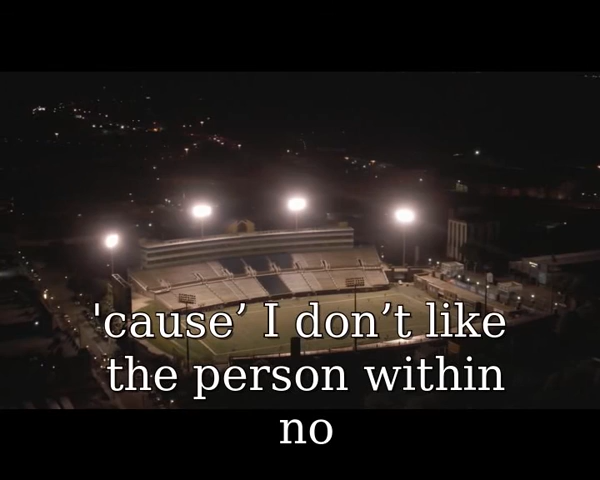 'cause’ I don’t like
the person within
no